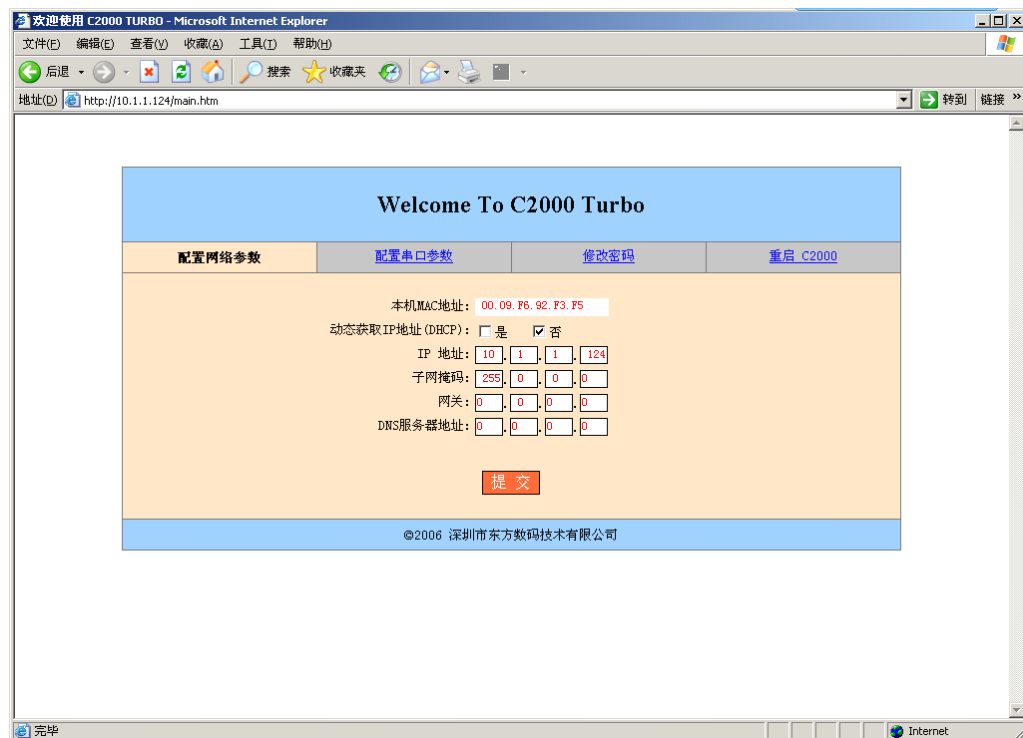 欢迎使用 C2000 TURBO - Microsoft Internet Explorer
文件(F) 编辑(E) 查看(V) 收藏(A) 工具(T) 帮助(H)
后退 搜索 收藏夹
地址(D) http://10.1.1.124/main.htm 转到 链接 »
Welcome To C2000 Turbo
配置网络参数 配置串口参数 修改密码 重启 C2000
本机MAC地址: 00.09.F6.92.F3.F5
动态获取IP地址(DHCP): 是 否
IP 地址: 10 . 1 . 1 . 124
子网掩码: 255 . 0 . 0 . 0
网关: 0 . 0 . 0 . 0
DNS服务器地址: 0 . 0 . 0 . 0
提 交
©2006 深圳市东方数码技术有限公司
完毕 Internet